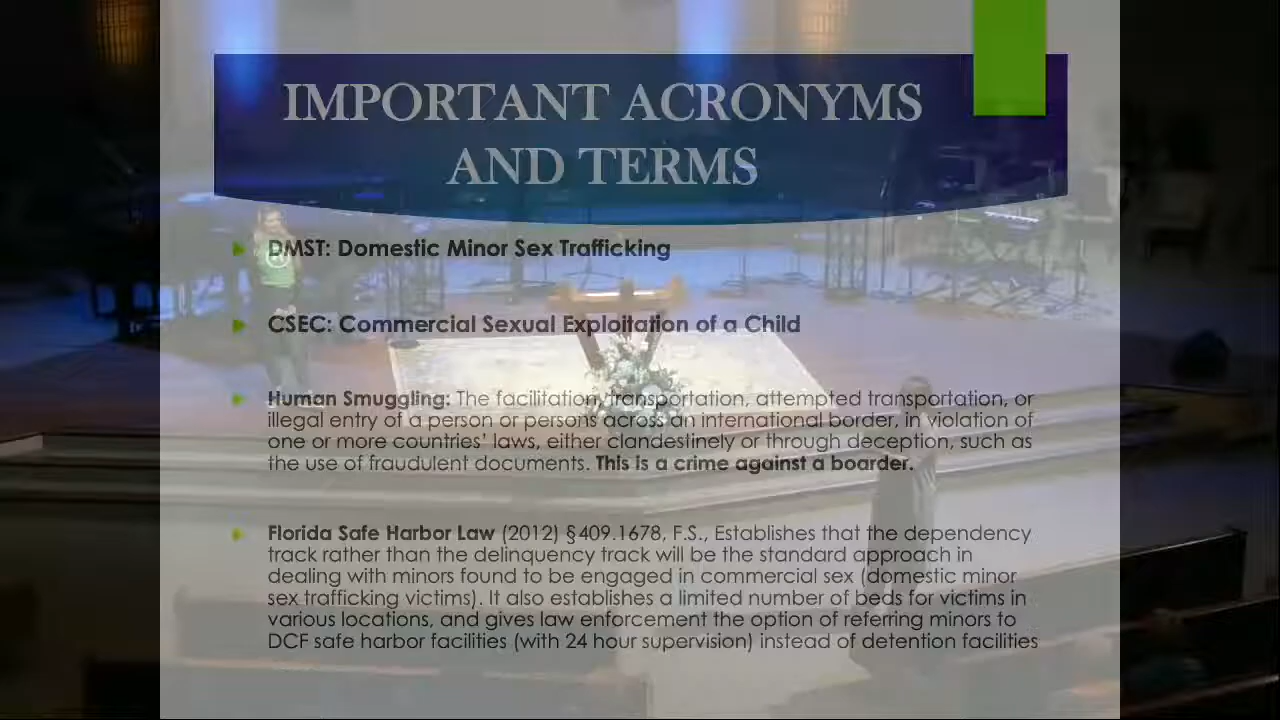 IMPORTANT ACRONYMS
AND TERMS
DMST: Domestic Minor Sex Trafficking
CSEC: Commercial Sexual Exploitation of a Child
Human Smuggling: The facilitation, transportation, attempted transportation, or
illegal entry of a person or persons across an international border, in violation of
one or more countries' laws, either clandestinely or through deception, such as
the use of fraudulent documents. This is a crime against a boarder.
Florida Safe Harbor Law (2012) §409.1678, F.S., Establishes that the dependency
track rather than the delinquency track will be the standard approach in
dealing with minors found to be engaged in commercial sex (domestic minor
sex trafficking victims). It also establishes a limited number of beds for victims in
various locations, and gives law enforcement the option of referring minors to
DCF safe harbor facilities (with 24 hour supervision) instead of detention facilities